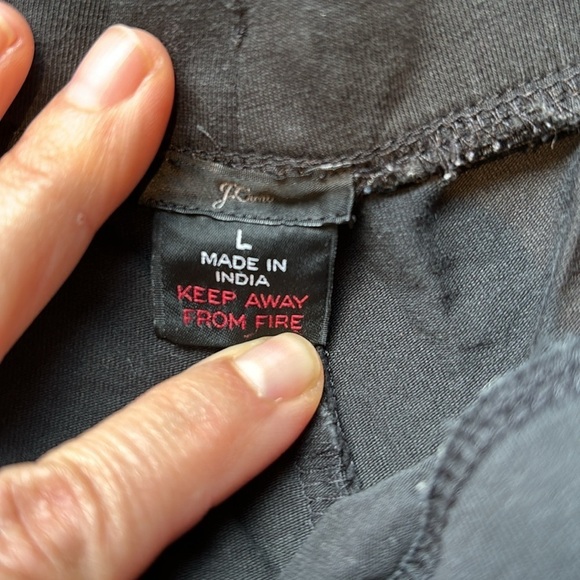 J.Crew
L
MADE IN
INDIA
KEEP AWAY
FROM FIRE